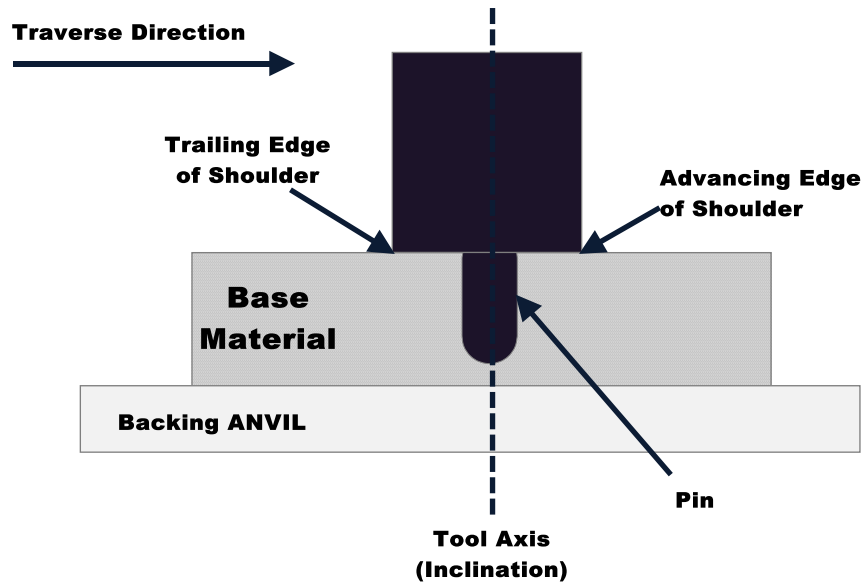 Traverse Direction
Trailing Edge
of Shoulder
Advancing Edge
of Shoulder
Base
Material
Backing ANVIL
Pin
Tool Axis
(Inclination)